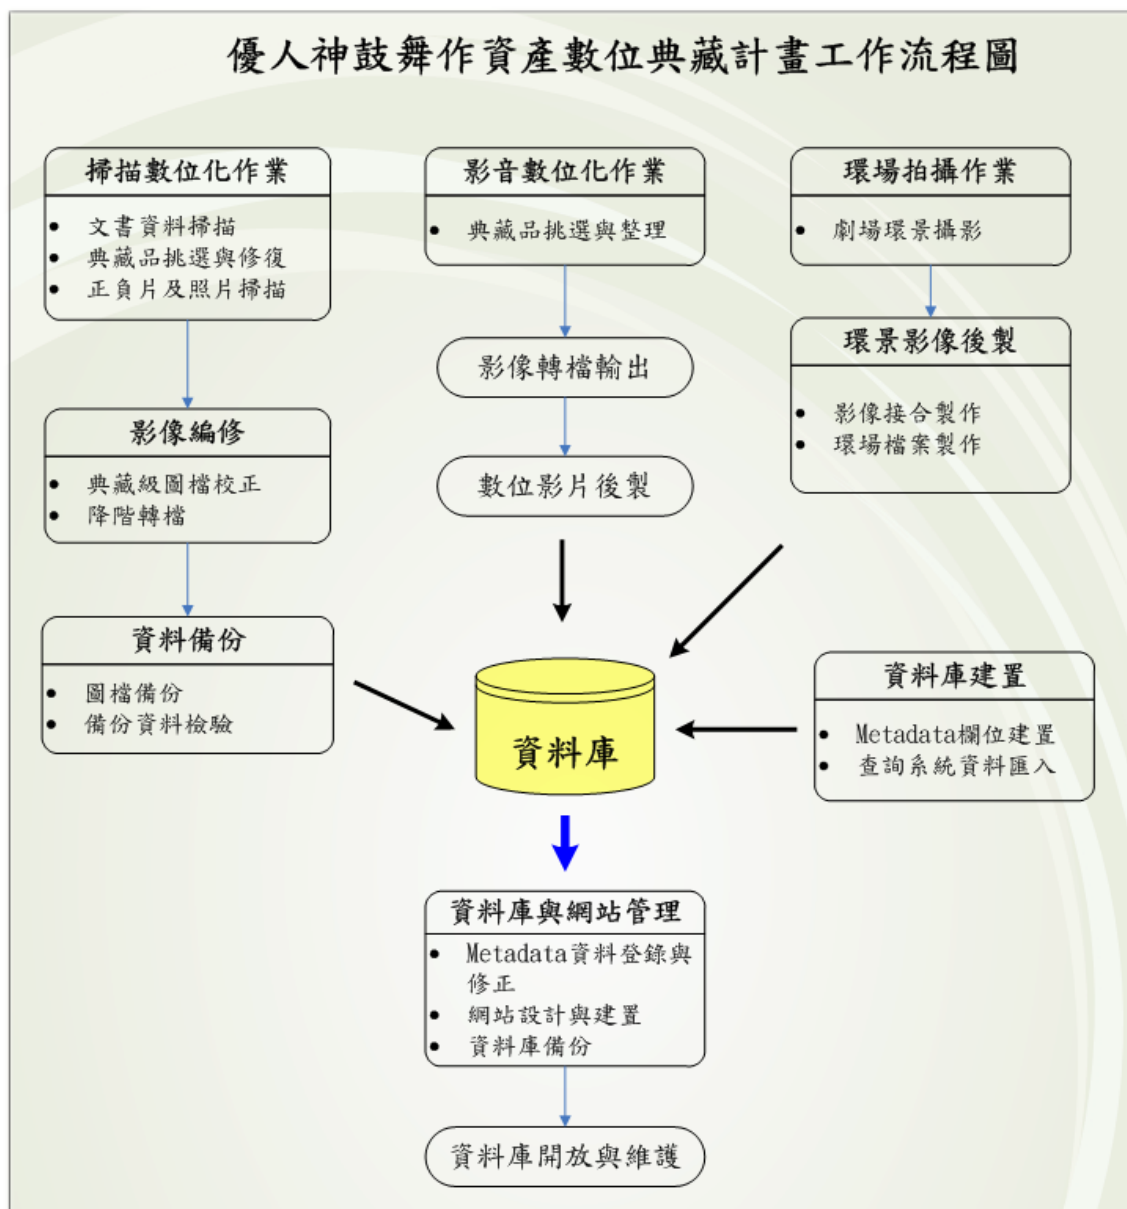 優人神鼓舞作資產數位典藏計畫工作流程圖
掃描數位化作業
• 文書資料掃描
• 典藏品挑選與修復
• 正負片及照片掃描
影像編修
• 典藏級圖檔校正
• 降階轉檔
資料備份
• 圖檔備份
• 備份資料檢驗
影音數位化作業
• 典藏品挑選與整理
影像轉檔輸出
數位影片後製
環場拍攝作業
• 劇場環景攝影
環景影像後製
• 影像接合製作
• 環場檔案製作
資料庫建置
• Metadata欄位建置
• 查詢系統資料匯入
資料庫
資料庫與網站管理
• Metadata資料登錄與
修正
• 網站設計與建置
• 資料庫備份
資料庫開放與維護